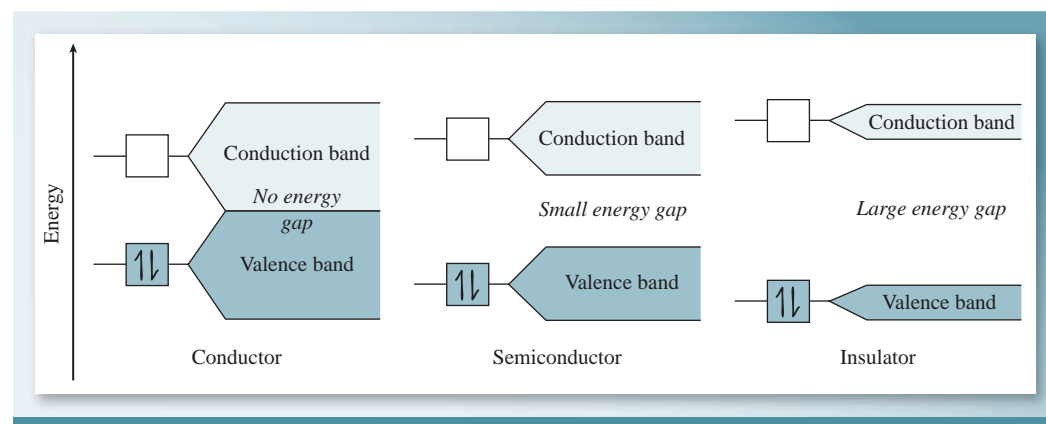 Energy
Conduction band
No energy
gap
Valence band
Conductor
Conduction band
Small energy gap
Valence band
Semiconductor
Conduction band
Large energy gap
Valence band
Insulator